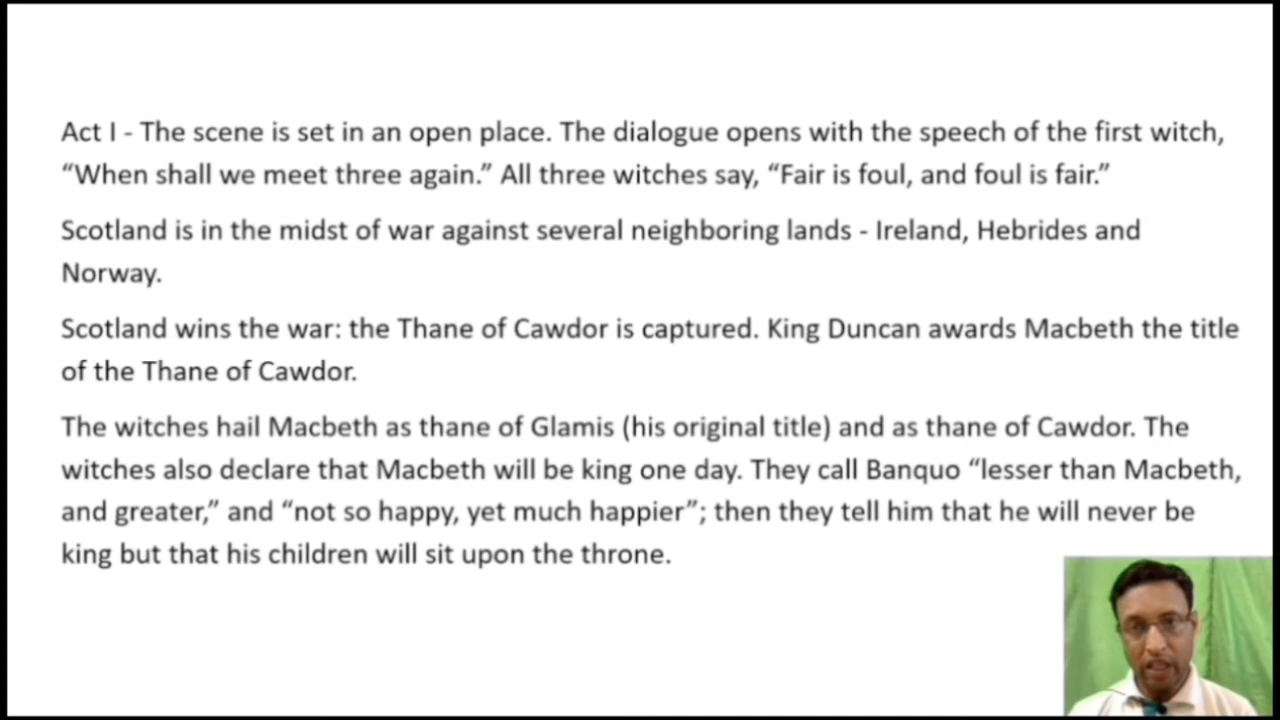 Act I - The scene is set in an open place. The dialogue opens with the speech of the first witch,
“When shall we meet three again.” All three witches say, “Fair is foul, and foul is fair.”
Scotland is in the midst of war against several neighboring lands - Ireland, Hebrides and
Norway.
Scotland wins the war: the Thane of Cawdor is captured. King Duncan awards Macbeth the title
of the Thane of Cawdor.
The witches hail Macbeth as thane of Glamis (his original title) and as thane of Cawdor. The
witches also declare that Macbeth will be king one day. They call Banquo “lesser than Macbeth,
and greater,” and “not so happy, yet much happier”; then they tell him that he will never be
king but that his children will sit upon the throne.